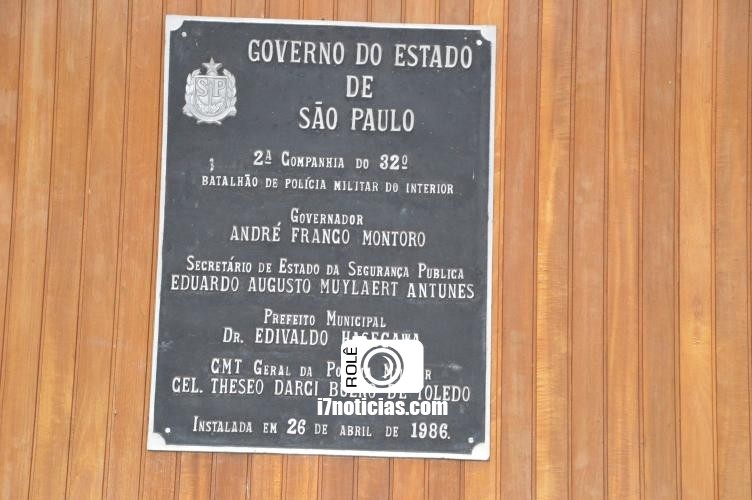 GOVERNO DO ESTADO
DE
SÃO PAULO
SP
2ª COMPANHIA DO 32º
BATALHÃO DE POLÍCIA MILITAR DO INTERIOR
GOVERNADOR
ANDRÉ FRANCO MONTORO
SECRETÁRIO DE ESTADO DA SEGURANÇA PUBLICA
EDUARDO AUGUSTO MUYLAERT ANTUNES
PREFEITO MUNICIPAL
DR. EDIVALDO HASEGAWA
CMT GERAL DA
CEL. THESEO DARCI BUENO DE TOLEDO
ROLÊ
i7noticias.com
INSTALADA EM 26 DE ABRIL DE 1986.